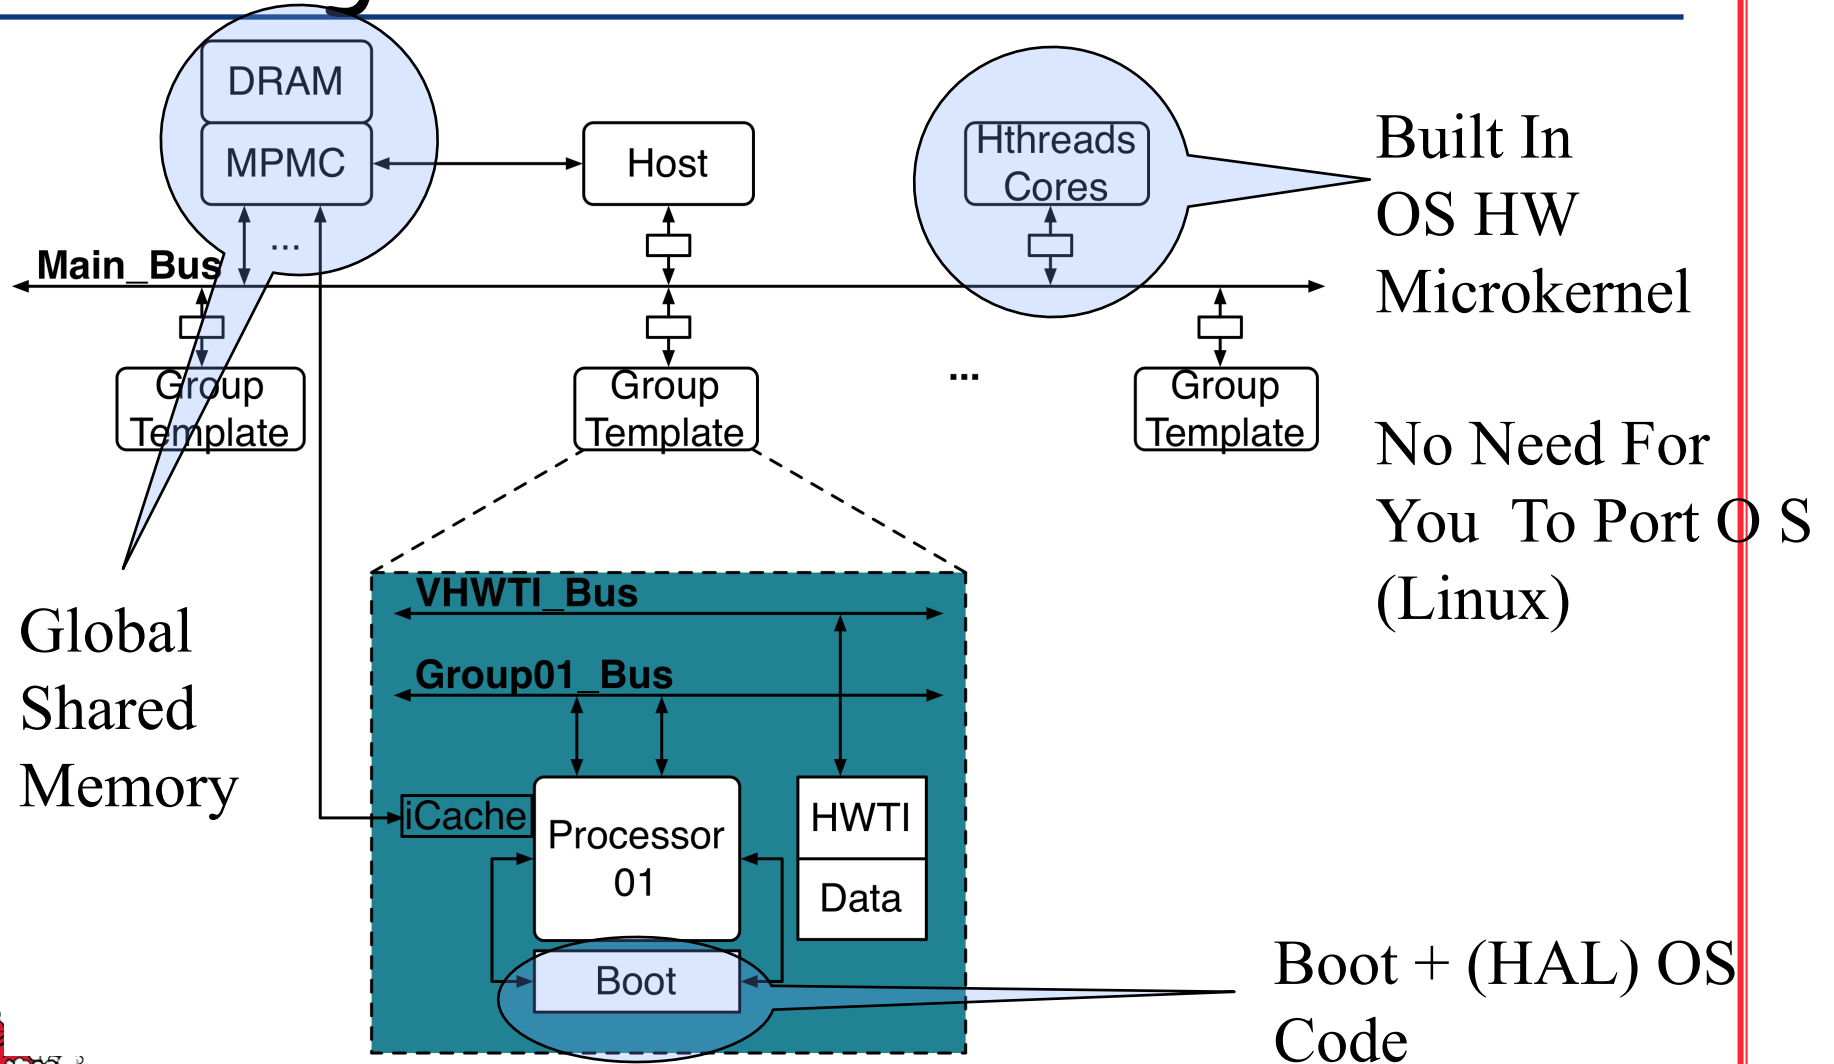 DRAM
MPMC
...
Host
Hthreads
Cores
Built In
OS HW
Microkernel
Main_Bus
Group
Template
Group
Template
...
Group
Template
No Need For
You To Port O S
(Linux)
Global
Shared
Memory
VHWTI_Bus
Group01_Bus
iCache
Processor
01
HWTI
Data
Boot
Boot + (HAL) OS
Code